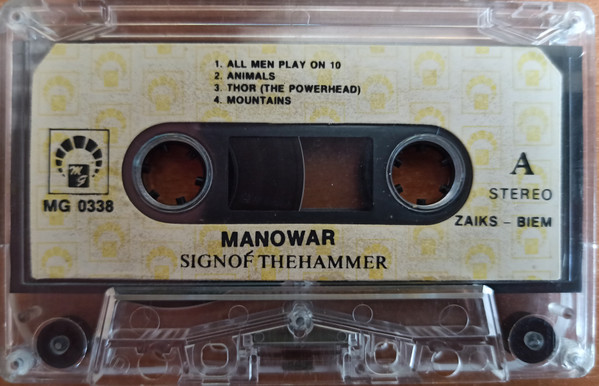 1. ALL MEN PLAY ON 10
2. ANIMALS
3. THOR (THE POWERHEAD)
4. MOUNTAINS
MG
MG 0338
A
STEREO
ZAIKS – BIEM
MANOWAR
SIGNOF THEHAMMER